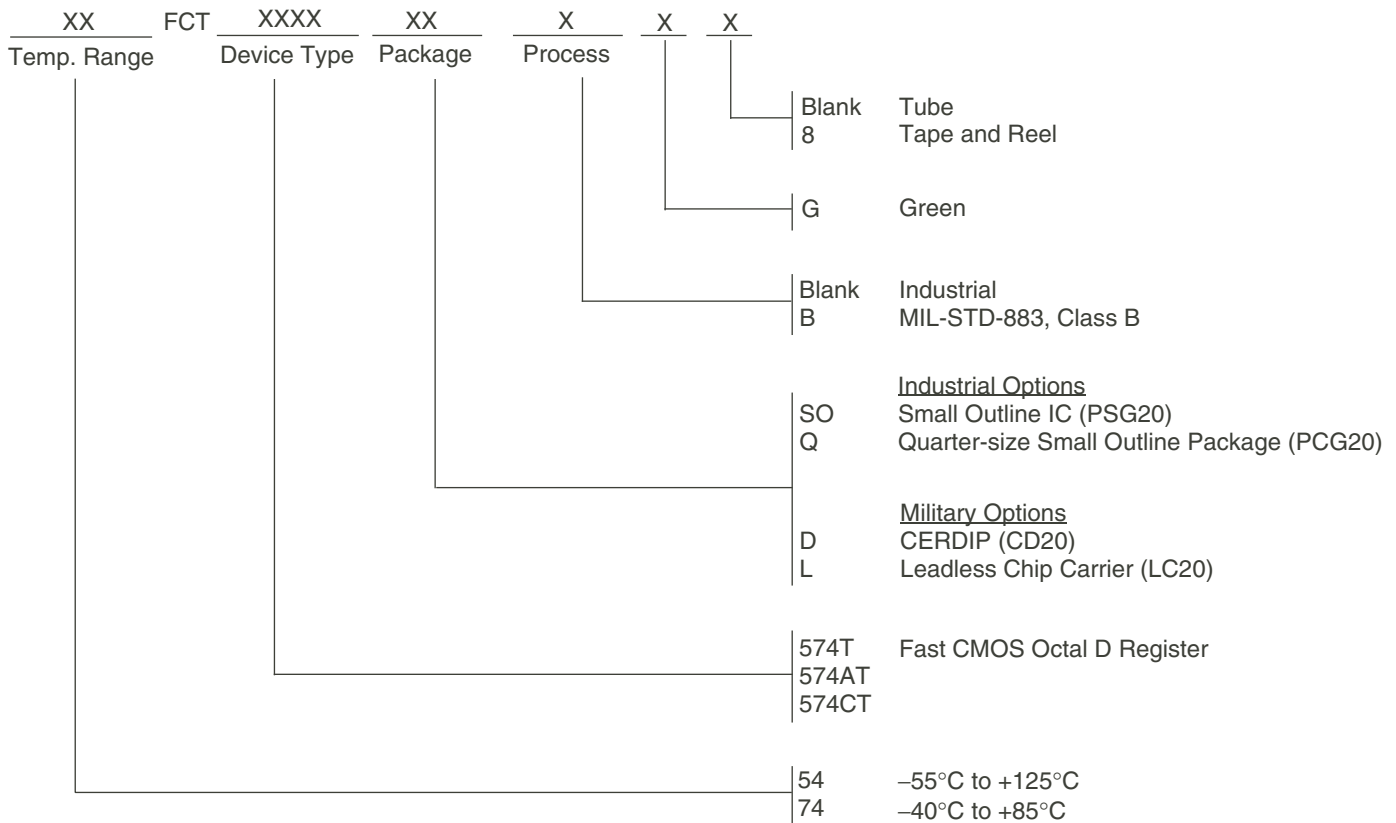 XX FCT XXXX XX X X X
Temp. Range Device Type Package Process
Blank Tube
8 Tape and Reel
G Green
Blank Industrial
B MIL-STD-883, Class B
Industrial Options
SO Small Outline IC (PSG20)
Q Quarter-size Small Outline Package (PCG20)
Military Options
D CERDIP (CD20)
L Leadless Chip Carrier (LC20)
574T Fast CMOS Octal D Register
574AT
574CT
54 –55°C to +125°C
74 –40°C to +85°C